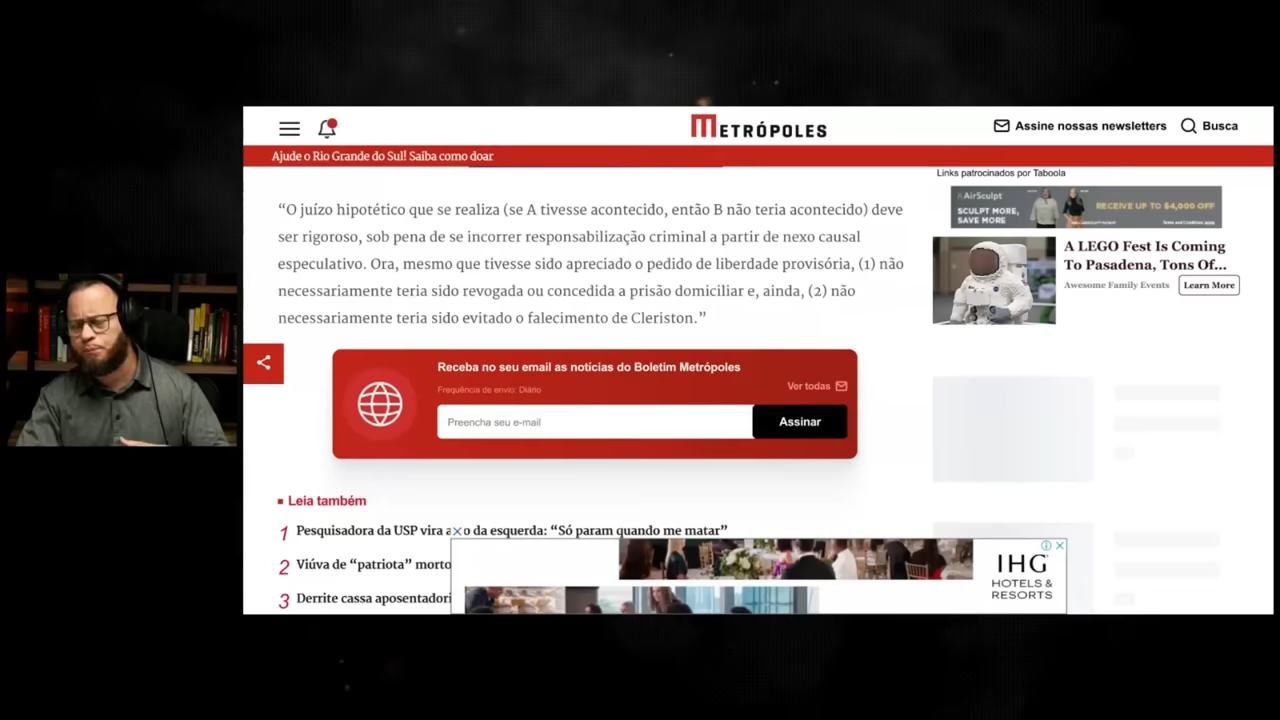 METRÓPOLES
Assine nossas newsletters
Busca
Ajude o Rio Grande do Sul! Saiba como doar
“O juízo hipotético que se realiza (se A tivesse acontecido, então B não teria acontecido) deve
ser rigoroso, sob pena de se incorrer responsabilização criminal a partir de nexo causal
especulativo. Ora, mesmo que tivesse sido apreciado o pedido de liberdade provisória, (1) não
necessariamente teria sido revogada ou concedida a prisão domiciliar e, ainda, (2) não
necessariamente teria sido evitado o falecimento de Cleriston.”
Receba no seu email as notícias do Boletim Metrópoles
Frequência de envio: Diário
Ver todas
Preencha seu e-mail
Assinar
Leia também
1 Pesquisadora da USP vira a o da esquerda: “Só param quando me matar”
2 Viúva de “patriota” morto
3 Derrite cassa aposentadori
Links patrocinados por Taboola
AirSculpt
SCULPT MORE,
SAVE MORE
RECEIVE UP TO $4,000 OFF
Terms and Conditions apply
A LEGO Fest Is Coming
To Pasadena, Tons Of...
Awesome Family Events
Learn More
IHG
HOTELS &
RESORTS